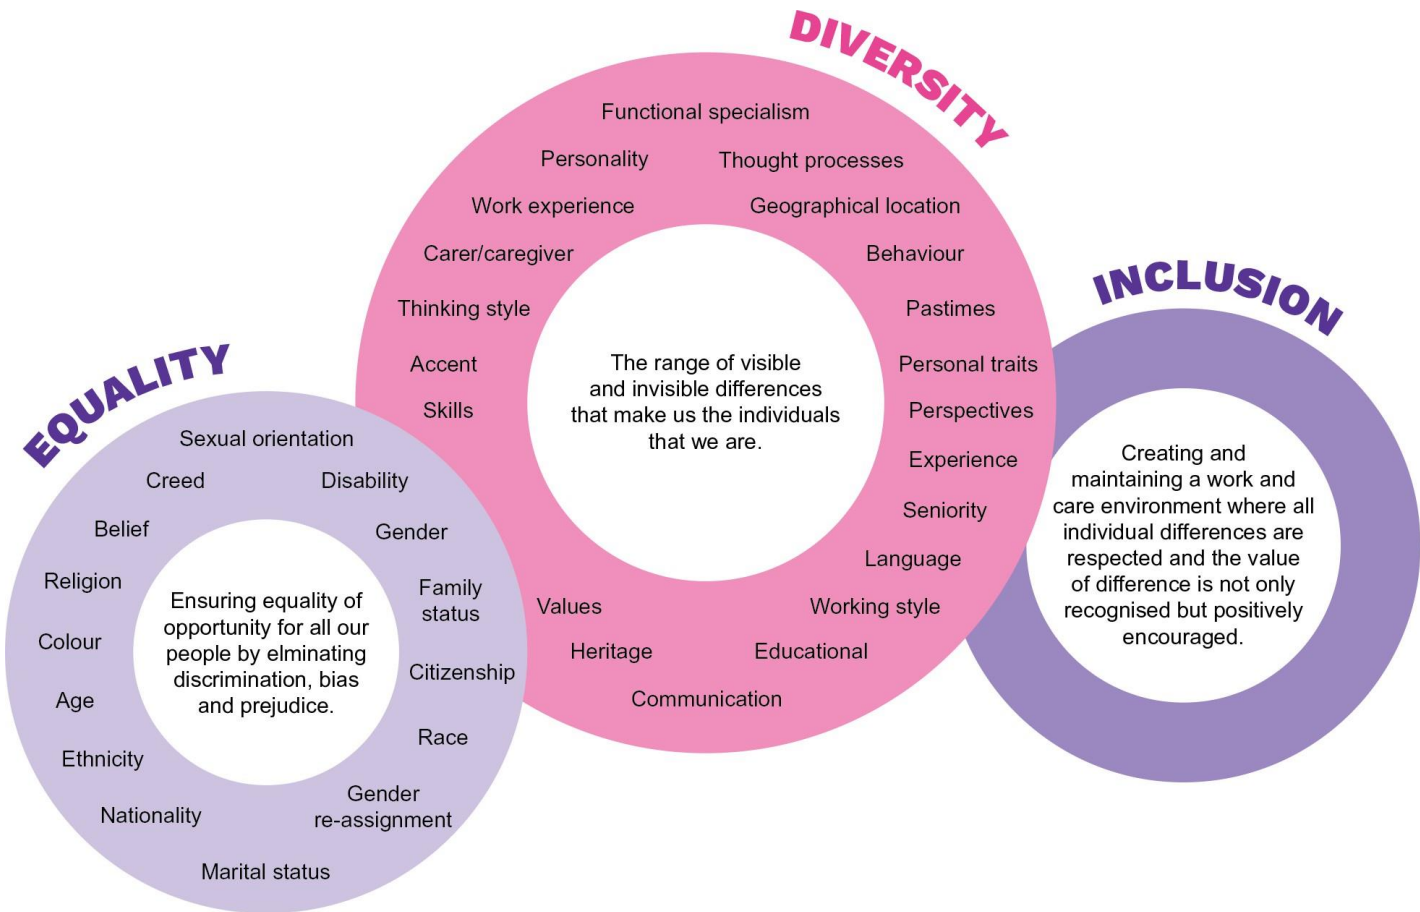 EQUALITY
Sexual orientation
Creed
Disability
Belief
Gender
Religion
Family
status
Colour
Citizenship
Age
Race
Ethnicity
Gender
re-assignment
Nationality
Marital status
Ensuring equality of
opportunity for all our
people by elminating
discrimination, bias
and prejudice.
DIVERSITY
Functional specialism
Personality
Thought processes
Work experience
Geographical location
Carer/caregiver
Behaviour
Thinking style
Pastimes
Accent
Personal traits
Skills
Perspectives
Experience
Seniority
Language
Values
Working style
Heritage
Educational
Communication
The range of visible
and invisible differences
that make us the individuals
that we are.
INCLUSION
Creating and
maintaining a work and
care environment where all
individual differences are
respected and the value
of difference is not only
recognised but positively
encouraged.